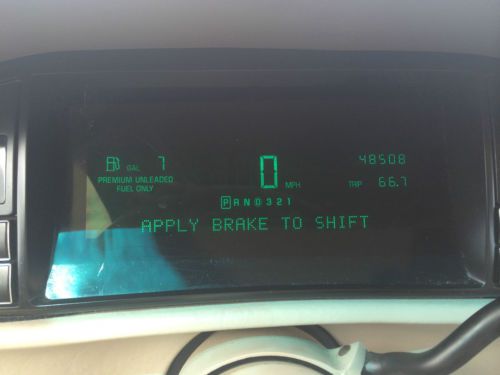 GAL 7
PREMIUM UNLEADED
FUEL ONLY
0 MPH
48508
TRIP 66.7
P R N D 3 2 1
APPLY BRAKE TO SHIFT